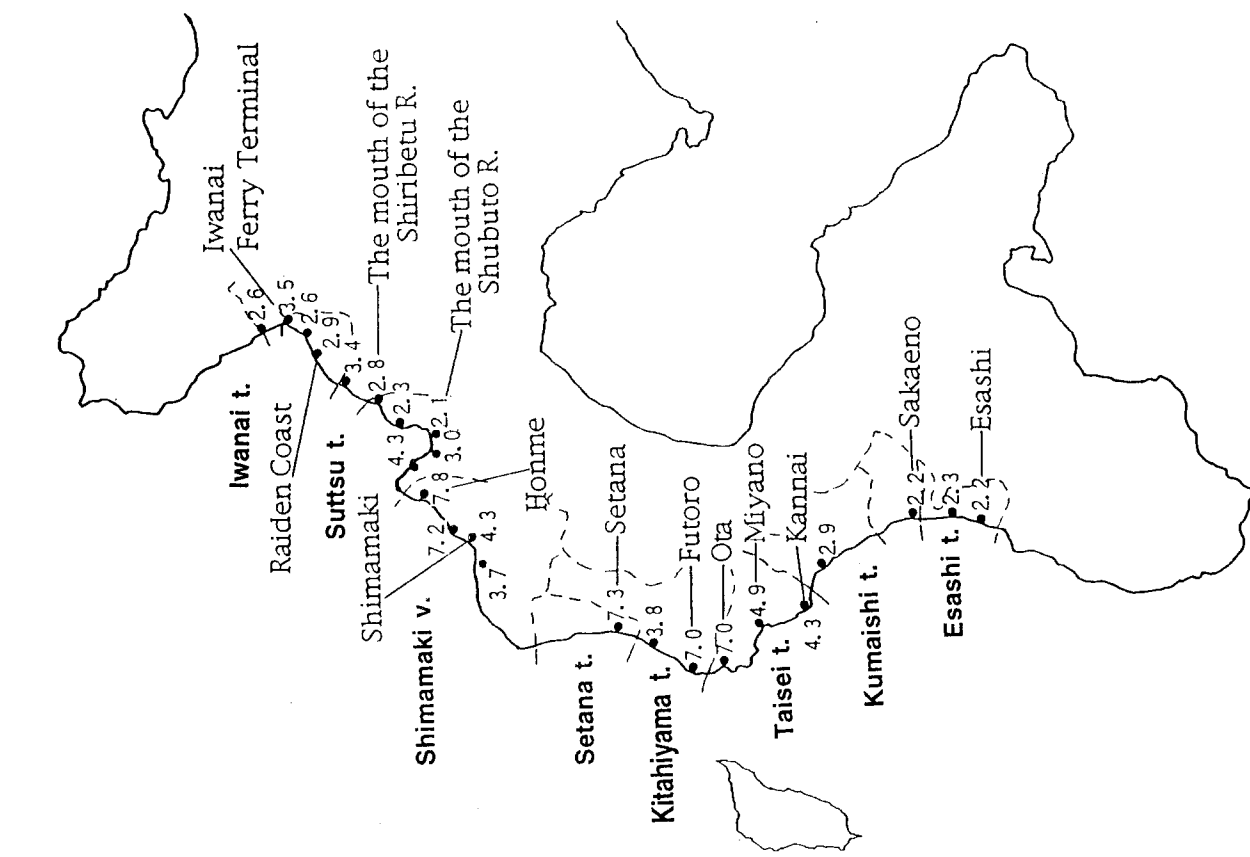 Iwanai
Ferry Terminal
2.6
3.5
2.6
2.9
3.4
Iwanai t.
Raiden Coast
The mouth of the
Shiribetu R.
2.8
2.3
Suttsu t.
The mouth of the
Shubuto R.
2.1
3.0
4.3
7.8
Honme
7.2
Shimamaki
4.3
3.7
Shimamaki v.
7.3
Setana
Setana t.
3.8
7.0
Futoro
Kitahiyama t.
7.0
Ota
4.9
Miyano
Kannai
4.3
Taisei t.
2.9
Kumaishi t.
2.2
Sakaeno
2.3
Esashi t.
2.2
Esashi